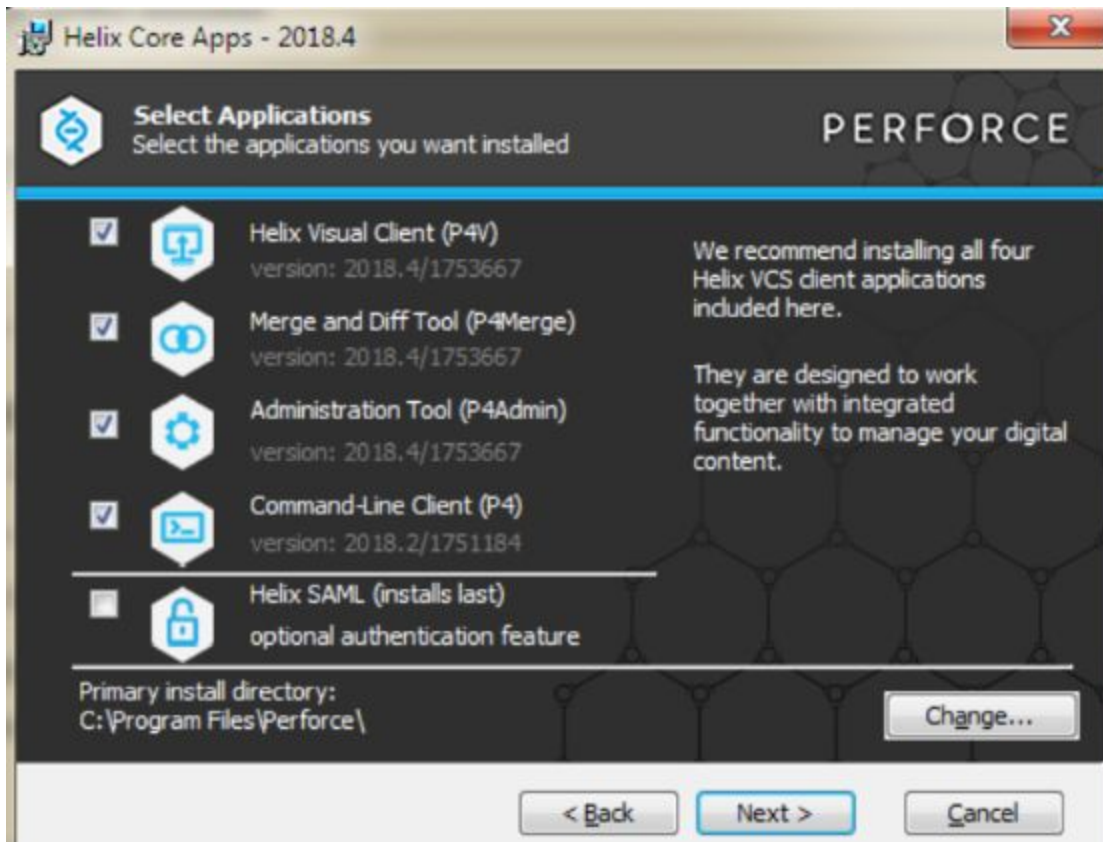 Helix Core Apps - 2018.4
Select Applications
Select the applications you want installed
PERFORCE
Helix Visual Client (P4V)
version: 2018.4/1753667
Merge and Diff Tool (P4Merge)
version: 2018.4/1753667
Administration Tool (P4Admin)
version: 2018.4/1753667
Command-Line Client (P4)
version: 2018.2/1751184
Helix SAML (installs last)
optional authentication feature
We recommend installing all four
Helix VCS client applications
included here.
They are designed to work
together with integrated
functionality to manage your digital
content.
Primary install directory:
C:\Program Files\Perforce\
Change...
< Back
Next >
Cancel